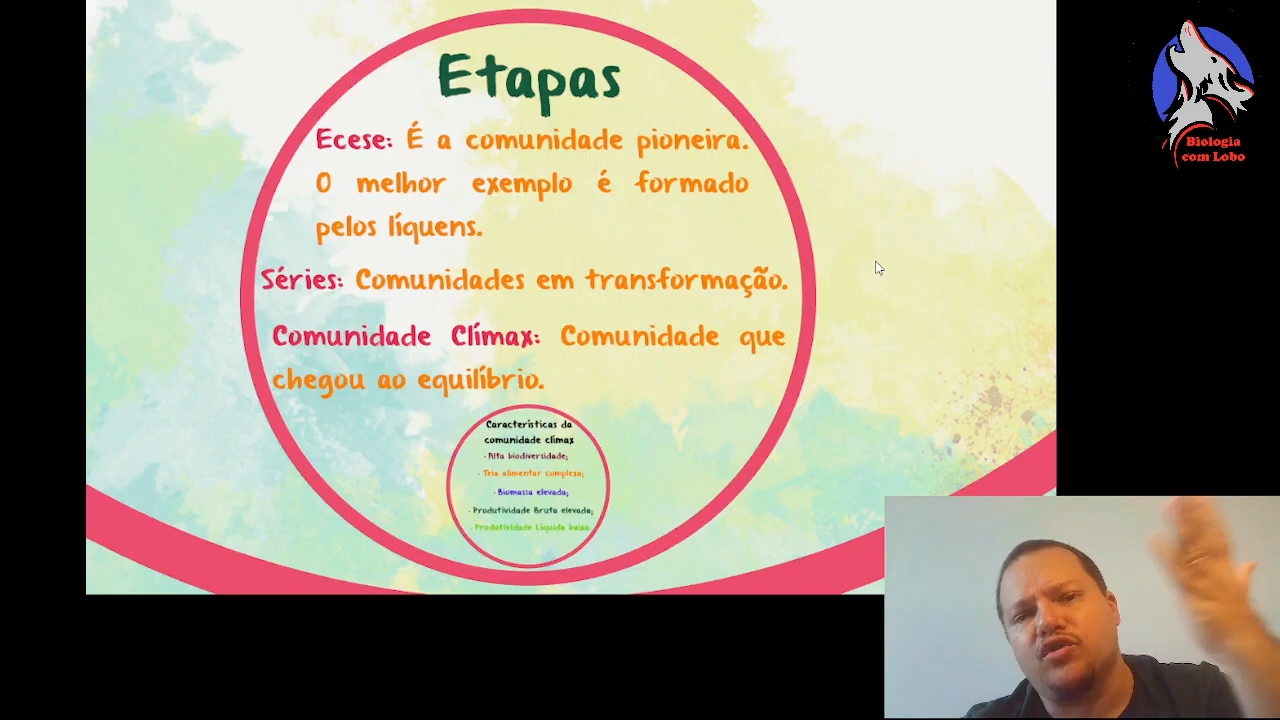 Etapas
Ecese: É a comunidade pioneira.
O melhor exemplo é formado
pelos líquens.
Séries: Comunidades em transformação.
Comunidade Clímax: Comunidade que
chegou ao equilíbrio.
Características da
comunidade clímax
- Alta biodiversidade;
- Teia alimentar complexa;
- Biomassa elevada;
- Produtividade Bruta elevada;
- Produtividade Líquida baixa.
Biologia
com Lobo